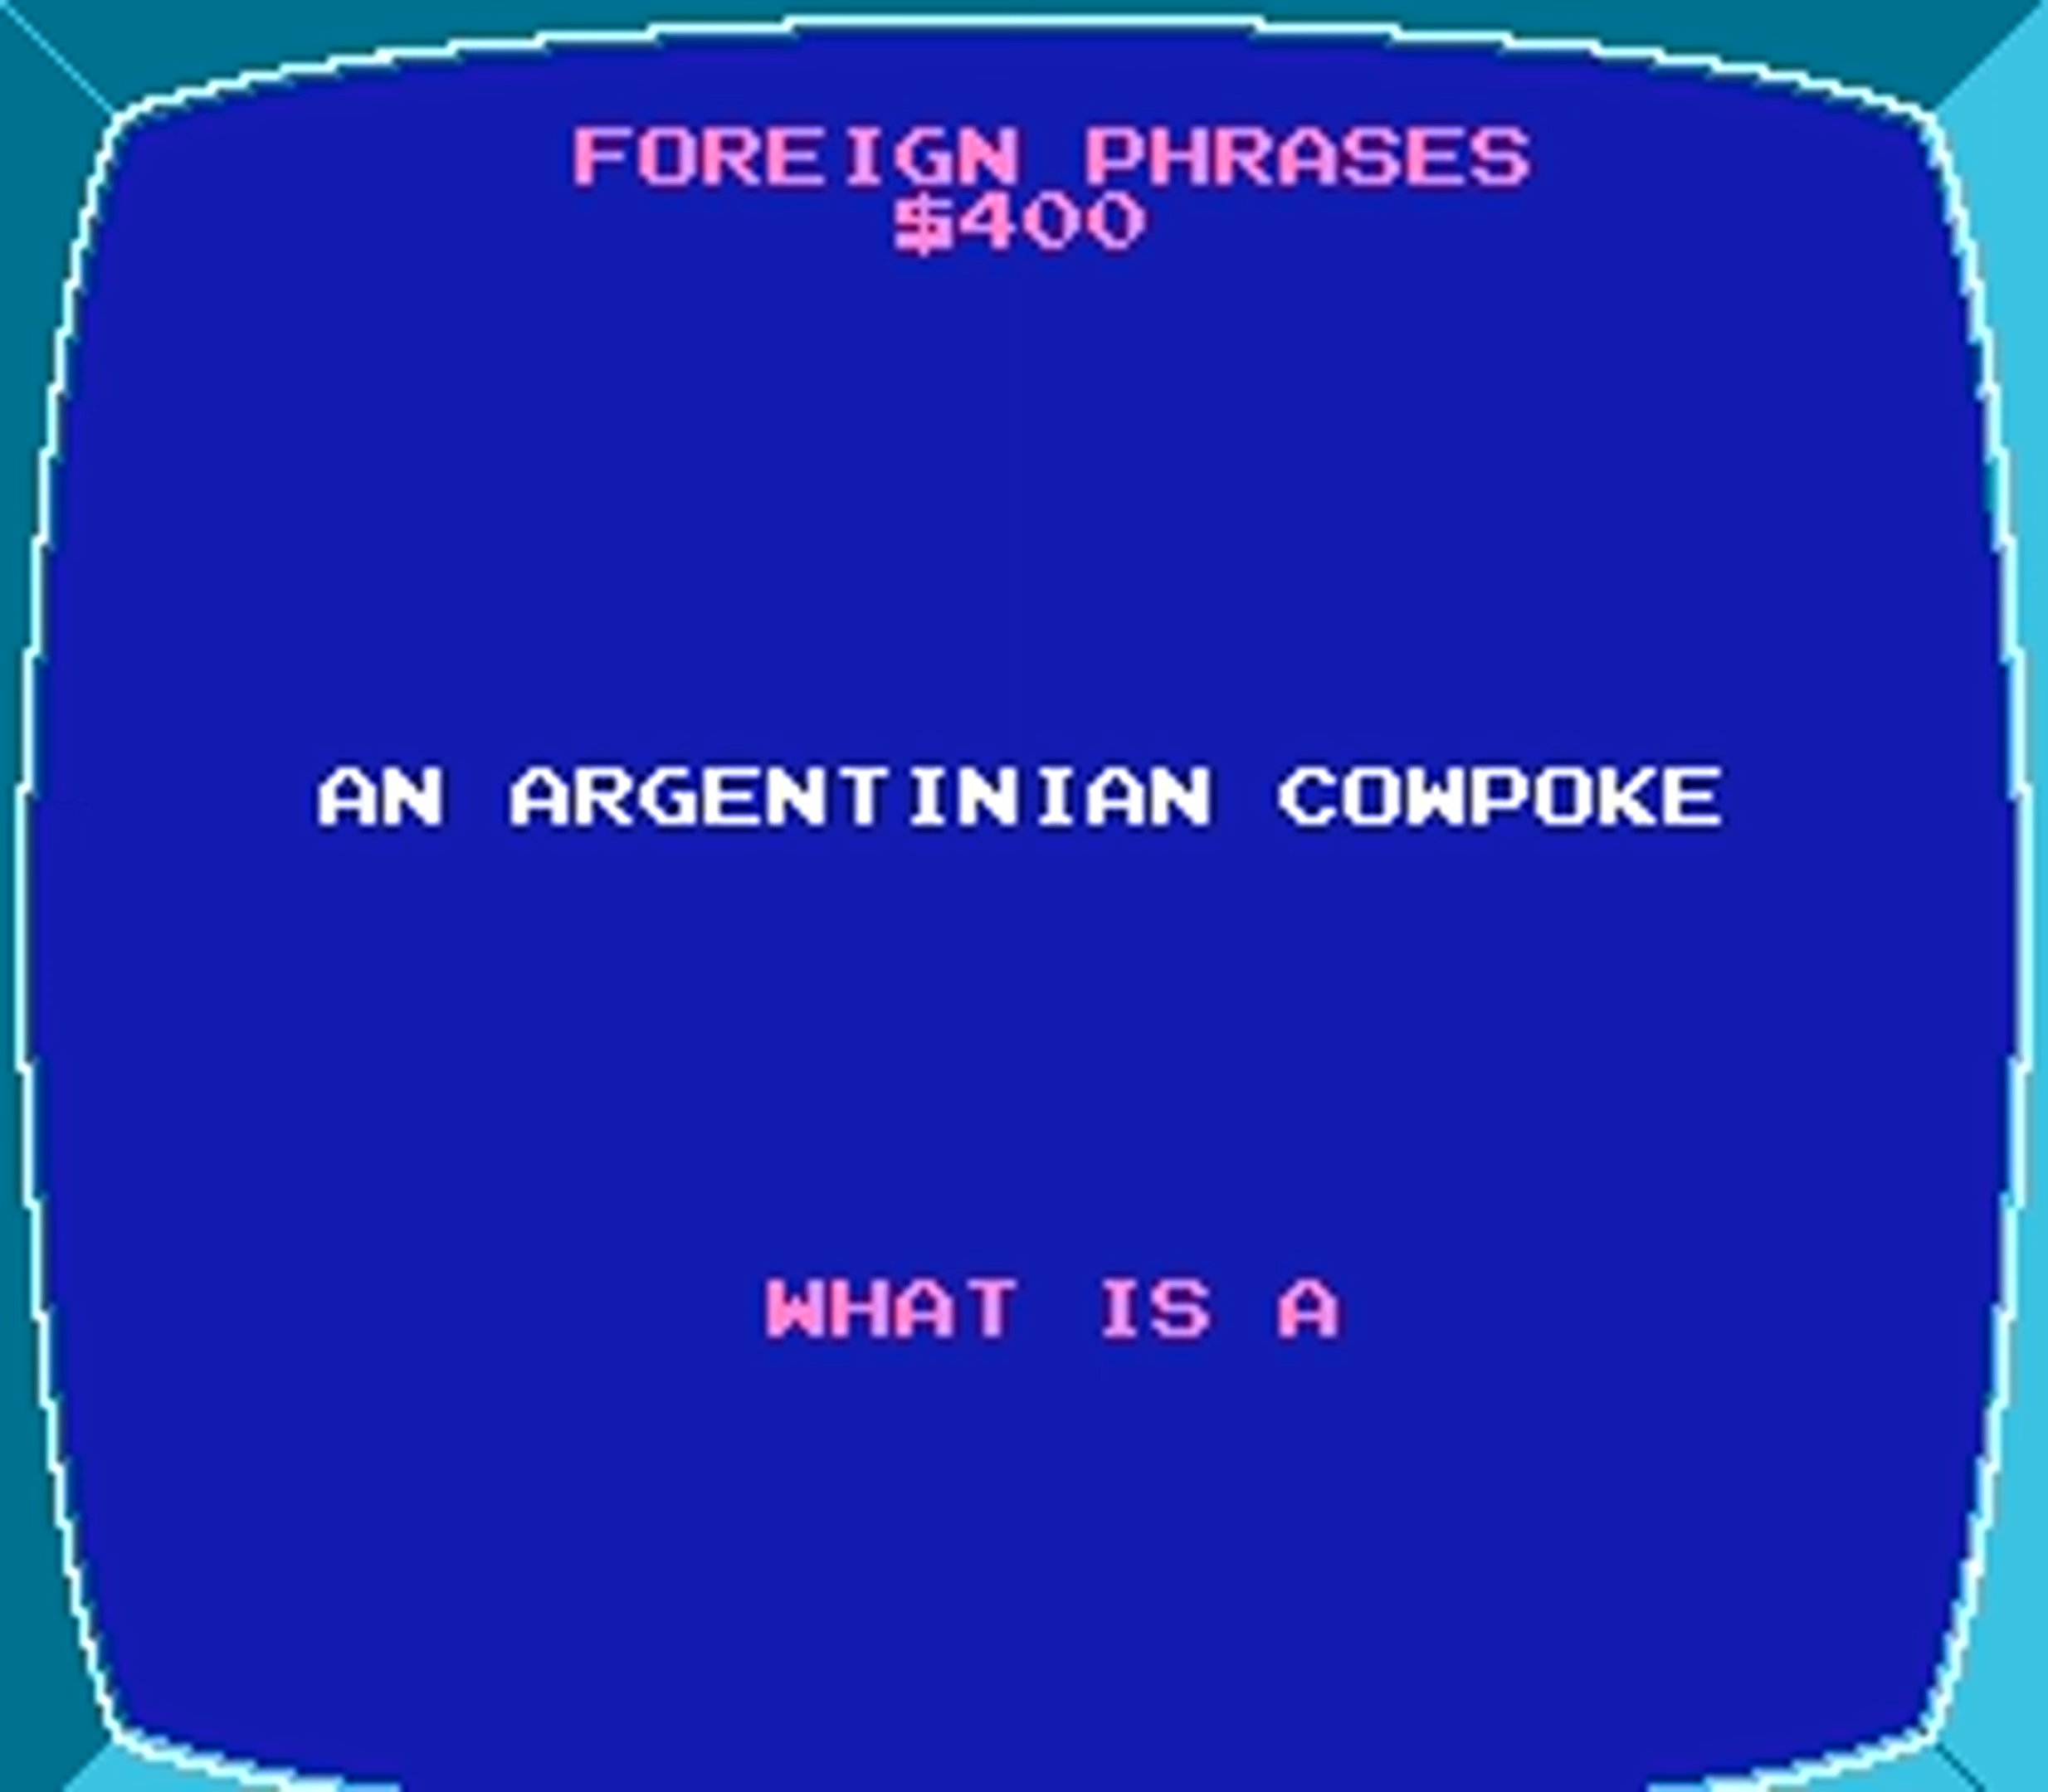 FOREIGN PHRASES
$400
AN ARGENTINIAN COWPOKE
WHAT IS A